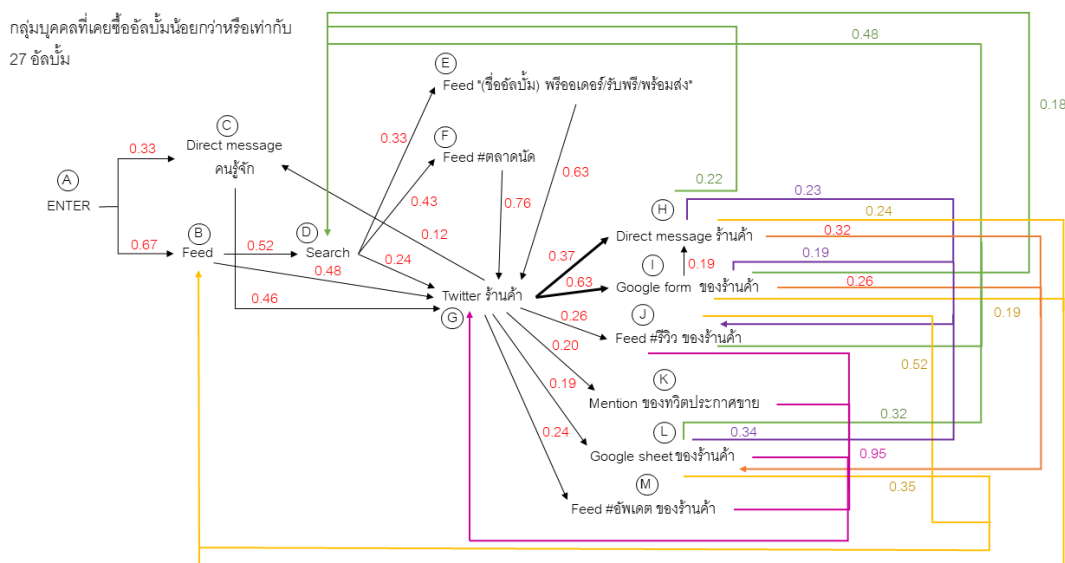 กลุ่มบุคคลที่เคยซื้ออัลบั้มน้อยกว่าหรือเท่ากับ
27 อัลบั้ม
0.48
E
Feed "(ชื่ออัลบั้ม) พรีออเดอร์/รับพรี/พร้อมส่ง"
0.18
C
Direct message
คนรู้จัก
0.33
0.33
F
Feed #ตลาดนัด
0.63
A
ENTER
0.22
0.23
0.43
0.76
H
0.24
Direct message ร้านค้า
0.32
0.67
B
Feed
0.52
D
Search
0.12
0.37
0.19
0.48
0.24
I
0.19
0.26
Google form ของร้านค้า
0.63
Twitter ร้านค้า
G
0.46
0.26
J
0.19
Feed #รีวิว ของร้านค้า
0.20
0.52
K
0.19
Mention ของทวิตประกาศขาย
0.32
L
0.24
0.34
Google sheet ของร้านค้า
0.95
M
0.35
Feed #อัพเดต ของร้านค้า